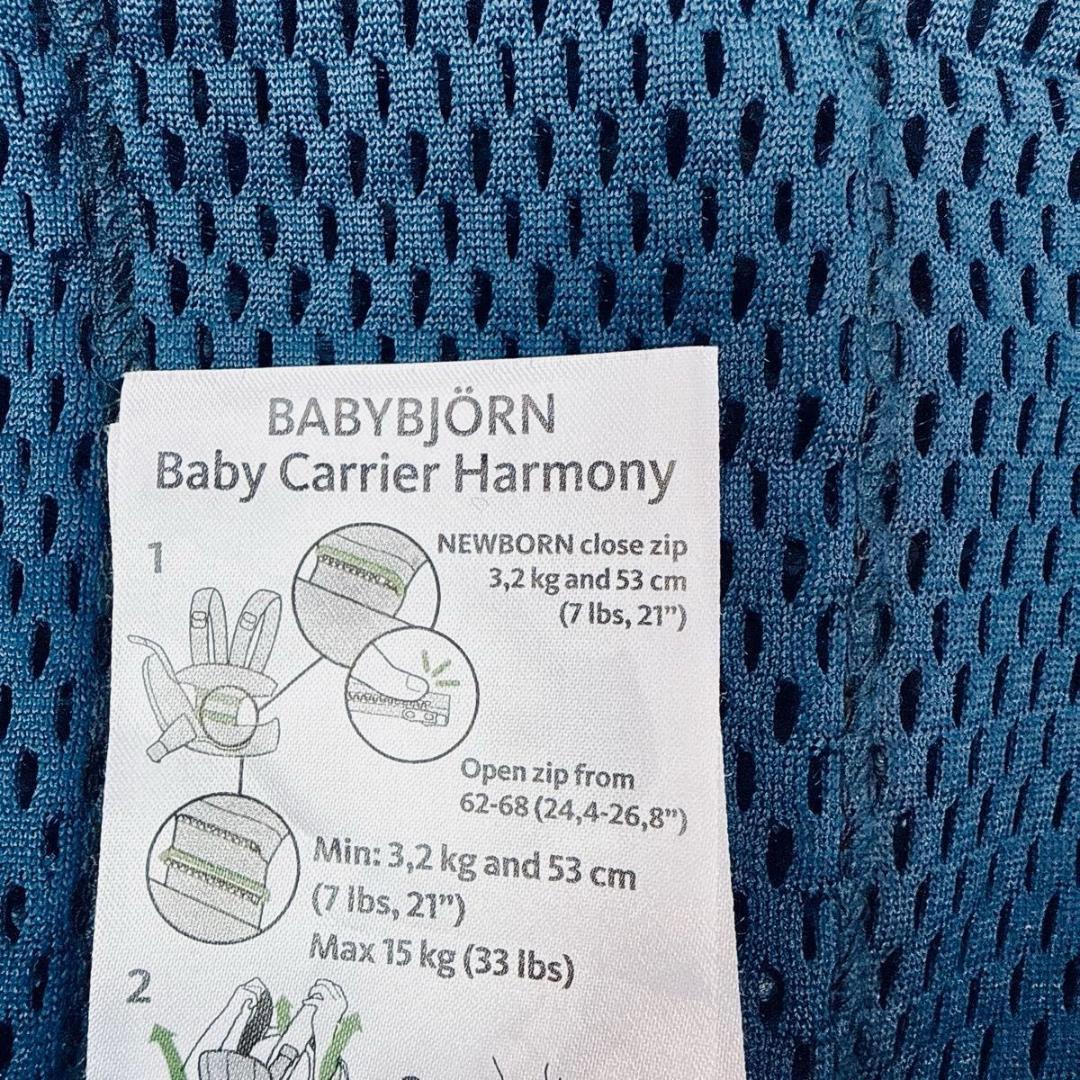 BABYBJÖRN
Baby Carrier Harmony
1
NEWBORN close zip
3,2 kg and 53 cm
(7 lbs, 21”)
Open zip from
62-68 (24,4-26,8”)
Min: 3,2 kg and 53 cm
(7 lbs, 21”)
Max 15 kg (33 lbs)
2